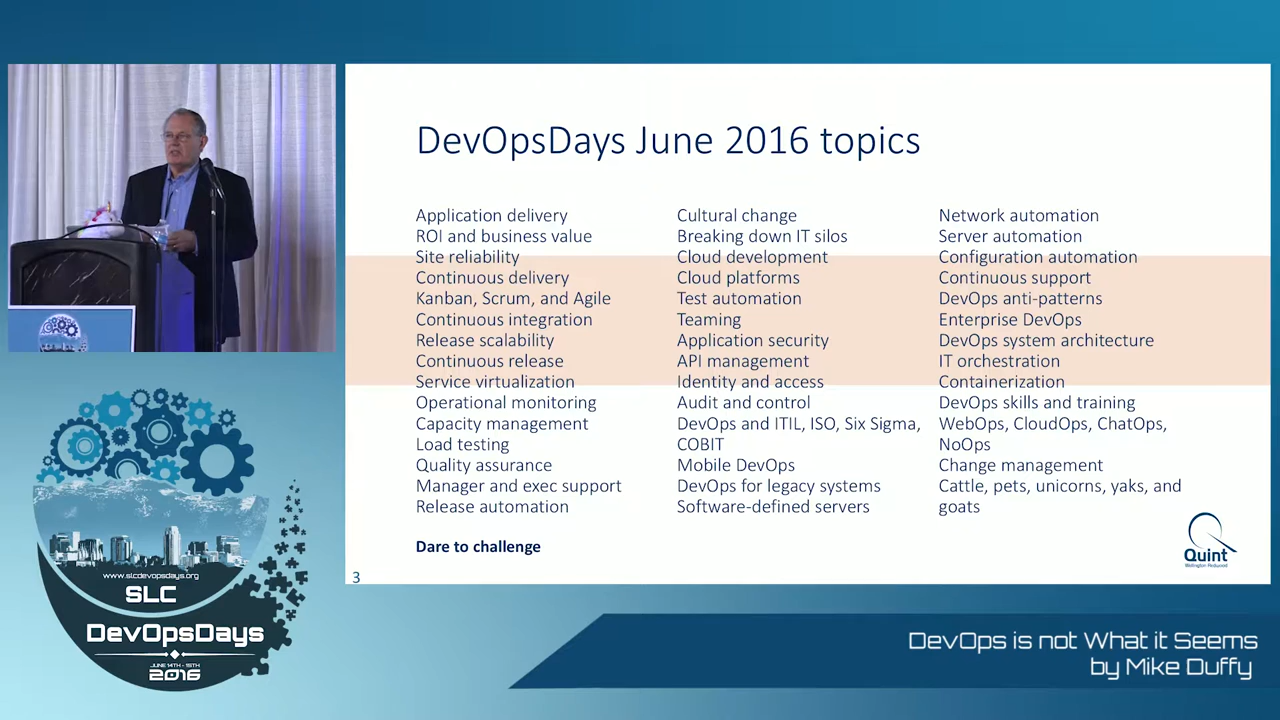 DevOpsDays June 2016 topics
Application delivery
ROI and business value
Site reliability
Continuous delivery
Kanban, Scrum, and Agile
Continuous integration
Release scalability
Continuous release
Service virtualization
Operational monitoring
Capacity management
Load testing
Quality assurance
Manager and exec support
Release automation
Cultural change
Breaking down IT silos
Cloud development
Cloud platforms
Test automation
Teaming
Application security
API management
Identity and access
Audit and control
DevOps and ITIL, ISO, Six Sigma,
COBIT
Mobile DevOps
DevOps for legacy systems
Software-defined servers
Network automation
Server automation
Configuration automation
Continuous support
DevOps anti-patterns
Enterprise DevOps
DevOps system architecture
IT orchestration
Containerization
DevOps skills and training
WebOps, CloudOps, ChatOps,
NoOps
Change management
Cattle, pets, unicorns, yaks, and
goats
Dare to challenge
3
Quint
Wellington Redwood
www.slcdevopsdays.org
SLC
DevOpsDays
JUNE 14TH - 15TH
2016
DevOps is not What it Seems
by Mike Duffy